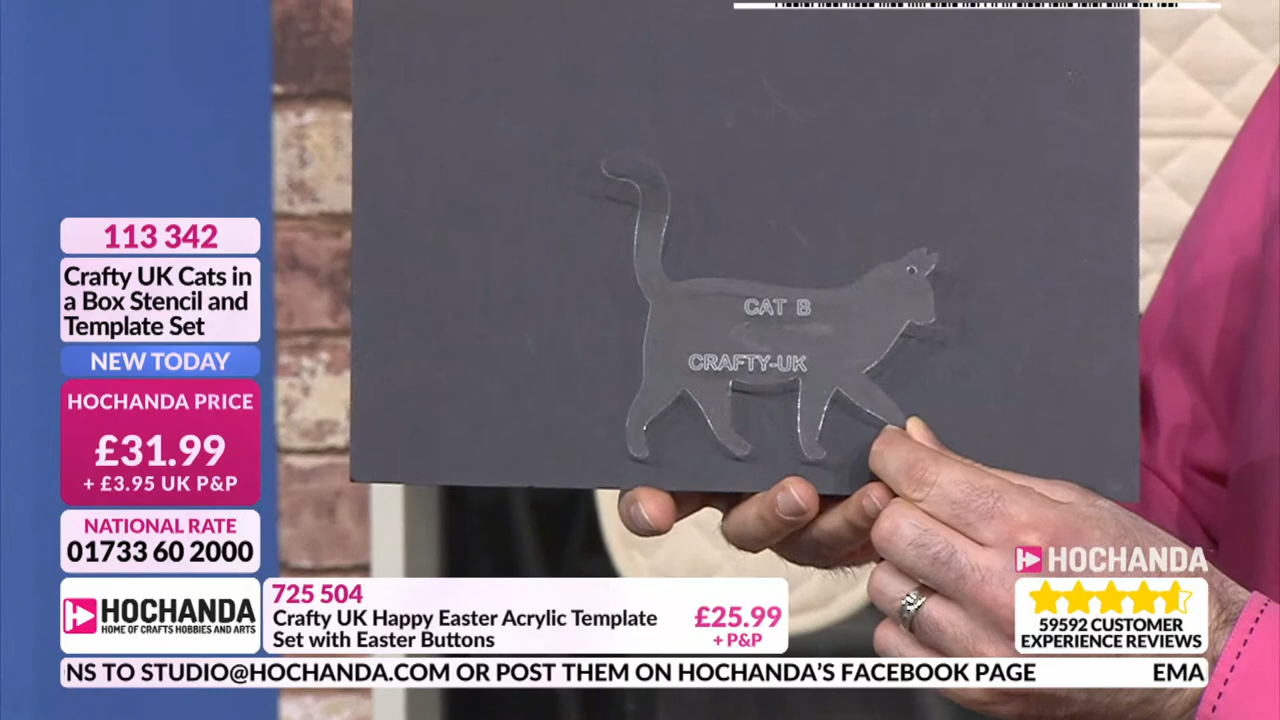 113 342
Crafty UK Cats in
a Box Stencil and
Template Set
NEW TODAY
HOCHANDA PRICE
£31.99
+ £3.95 UK P&P
NATIONAL RATE
01733 60 2000
HOCHANDA
HOME OF CRAFTS HOBBIES AND ARTS
CAT B
CRAFTY-UK
725 504
Crafty UK Happy Easter Acrylic Template
Set with Easter Buttons
£25.99
+ P&P
HOCHANDA
59592 CUSTOMER
EXPERIENCE REVIEWS
NS TO STUDIO@HOCHANDA.COM OR POST THEM ON HOCHANDA'S FACEBOOK PAGE EMA